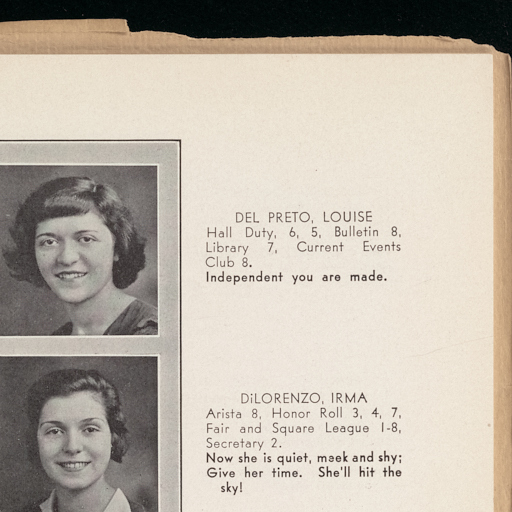 DEL PRETO, LOUISE
Hall Duty, 6, 5, Bulletin 8,
Library 7, Current Events
Club 8.
Independent you are made.
DiLORENZO, IRMA
Arista 8, Honor Roll 3, 4, 7,
Fair and Square League 1-8,
Secretary 2.
Now she is quiet, meek and shy;
Give her time. She'll hit the
sky!